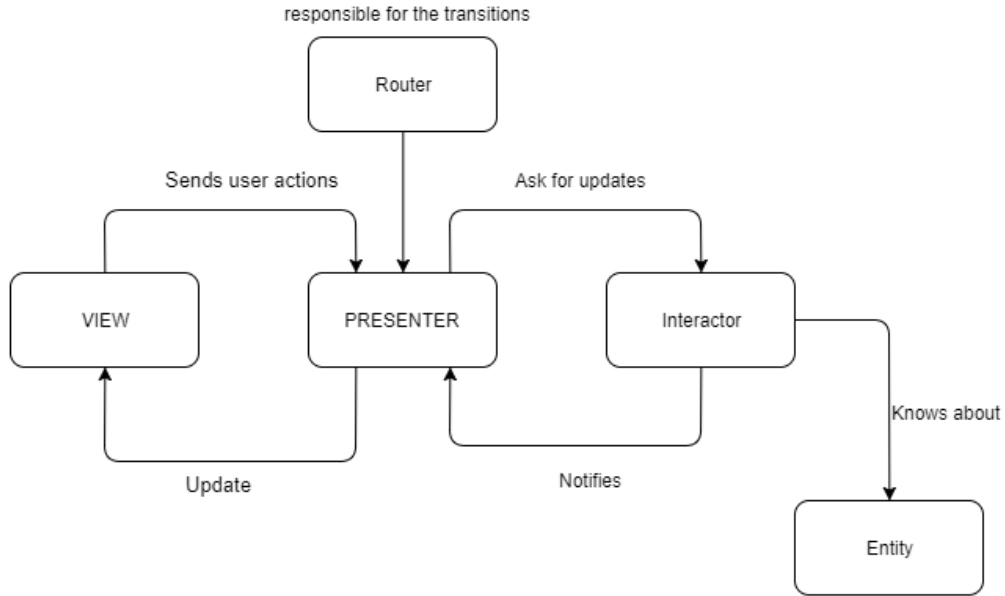 responsible for the transitions
Router
Sends user actions
Ask for updates
VIEW
PRESENTER
Interactor
Knows about
Update
Notifies
Entity